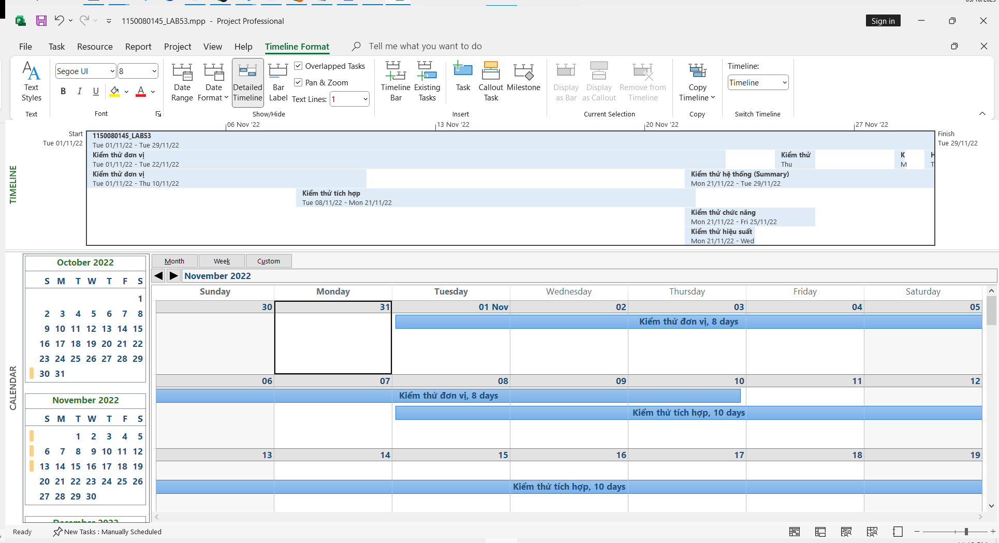 1150080145_LAB53.mpp - Project Professional
Sign in
File Task Resource Report Project View Help Timeline Format Tell me what you want to do
Text Styles
Text
Segoe UI 8
B I U A
Font
Date Range
Date Format
Detailed Timeline
Bar Label
Overlapped Tasks
Pan & Zoom
Text Lines: 1
Show/Hide
Timeline Bar
Existing Tasks
Task
Callout Task
Milestone
Insert
Display as Bar
Display as Callout
Remove from Timeline
Current Selection
Copy Timeline
Copy
Timeline:
Timeline
Switch Timeline
TIMELINE
06 Nov '22 13 Nov '22 20 Nov '22 27 Nov '22
Start
Tue 01/11/22
Finish
Tue 29/11/22
1150080145_LAB53
Tue 01/11/22 - Tue 29/11/22
Kiểm thử đơn vị
Tue 01/11/22 - Tue 22/11/22
Kiểm thử
Thu
K
M
H
T
Kiểm thử đơn vị
Tue 01/11/22 - Thu 10/11/22
Kiểm thử hệ thống (Summary)
Mon 21/11/22 - Tue 29/11/22
Kiểm thử tích hợp
Tue 08/11/22 - Mon 21/11/22
Kiểm thử chức năng
Mon 21/11/22 - Fri 25/11/22
Kiểm thử hiệu suất
Mon 21/11/22 - Wed
CALENDAR
October 2022
S M T W T F S
1
2 3 4 5 6 7 8
9 10 11 12 13 14 15
16 17 18 19 20 21 22
23 24 25 26 27 28 29
30 31
November 2022
S M T W T F S
1 2 3 4 5
6 7 8 9 10 11 12
13 14 15 16 17 18 19
20 21 22 23 24 25 26
27 28 29 30
December 2022
Month Week Custom
November 2022
Sunday Monday Tuesday Wednesday Thursday Friday Saturday
30 31 01 Nov 02 03 04 05
Kiểm thử đơn vị, 8 days
06 07 08 09 10 11 12
Kiểm thử đơn vị, 8 days
Kiểm thử tích hợp, 10 days
13 14 15 16 17 18 19
Kiểm thử tích hợp, 10 days
Ready New Tasks : Manually Scheduled